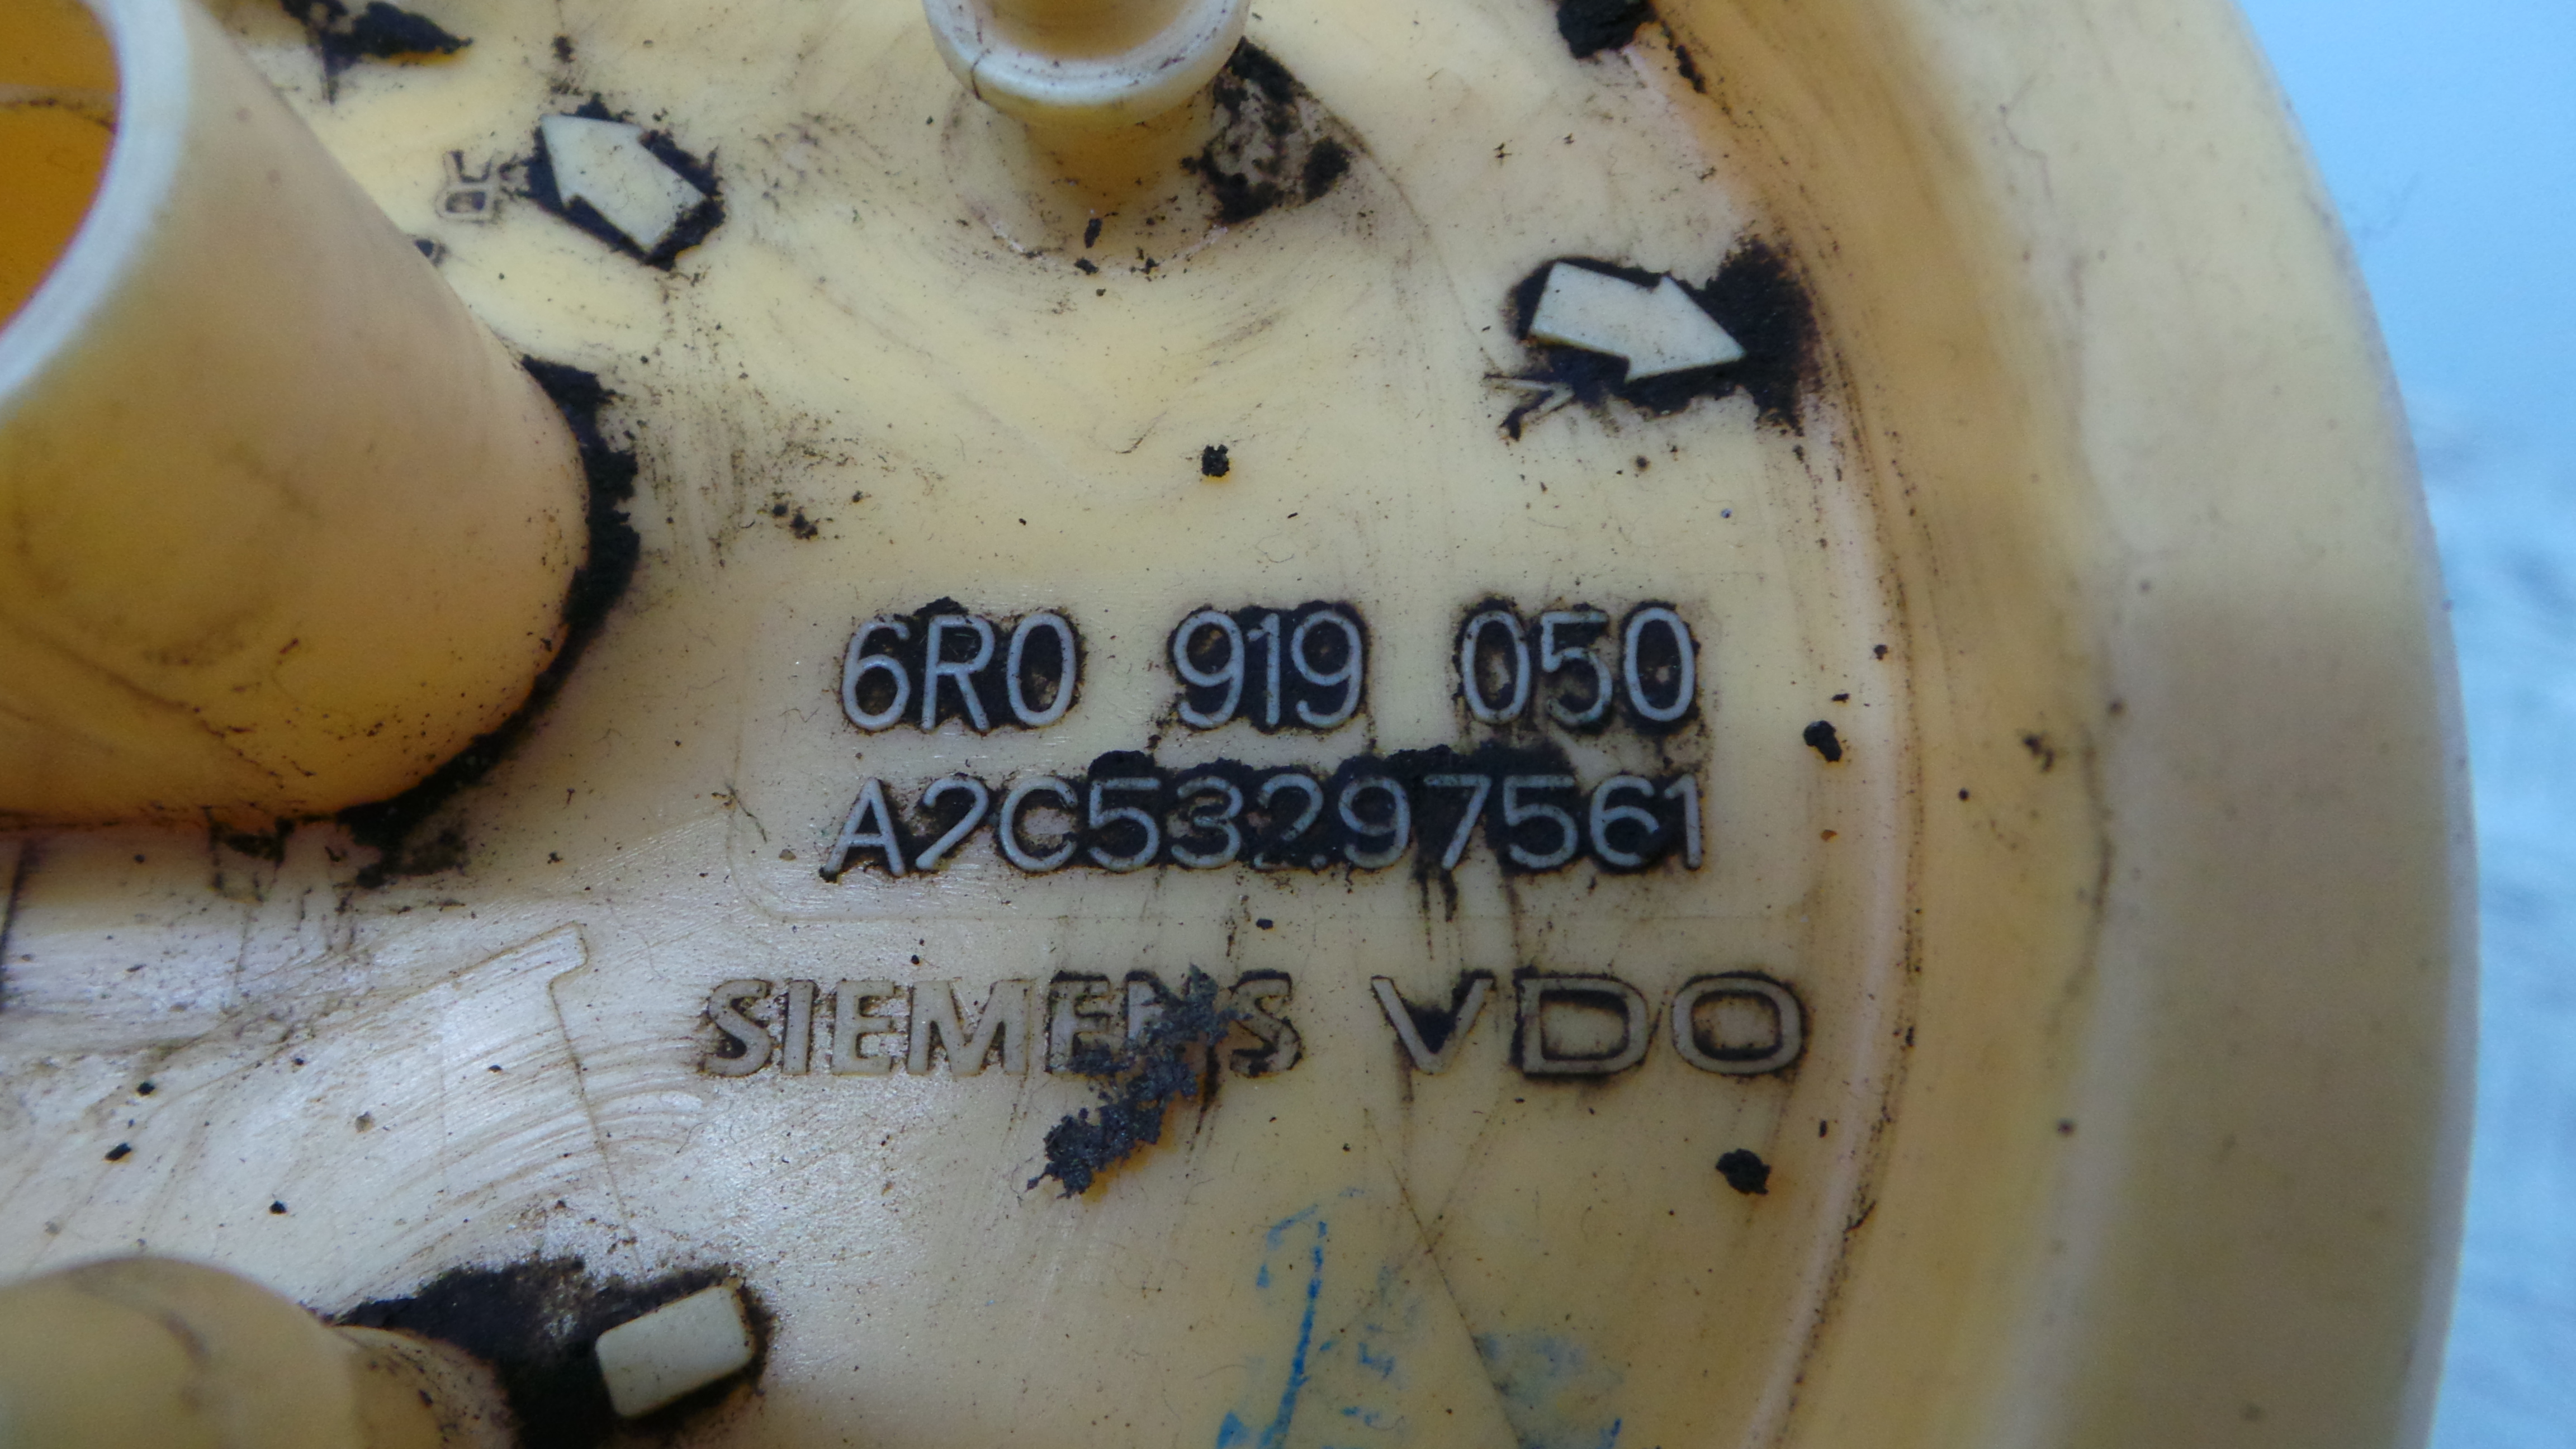 R
V
6R0 919 050
A2C53297561
SIEMENS VDO